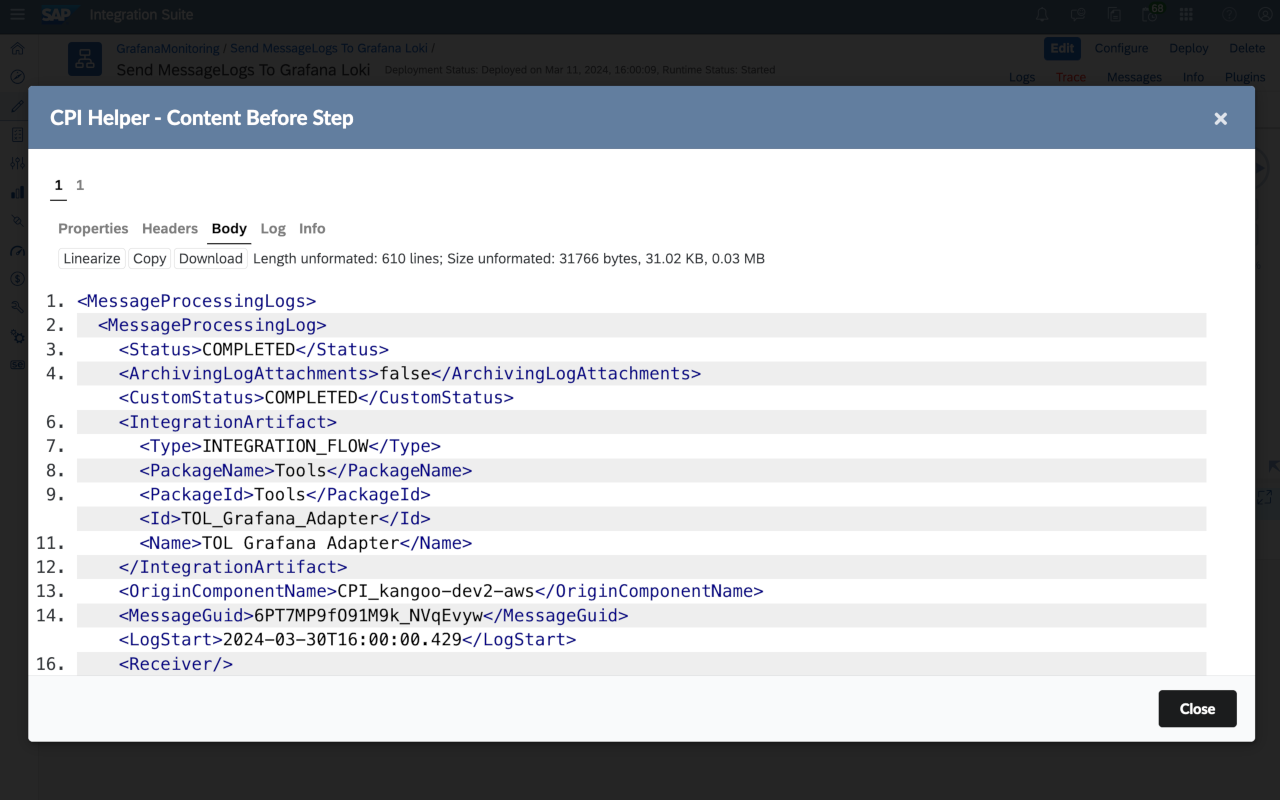 SAP Integration Suite
68
GrafanaMonitoring / Send MessageLogs To Grafana Loki /
Edit Configure Deploy Delete
Send MessageLogs To Grafana Loki Deployment Status: Deployed on Mar 11, 2024, 16:00:09, Runtime Status: Started
Logs Trace Messages Info Plugins
CPI Helper - Content Before Step
×
1 1
Properties Headers Body Log Info
Linearize Copy Download Length unformated: 610 lines; Size unformated: 31766 bytes, 31.02 KB, 0.03 MB
1. <MessageProcessingLogs>
2. <MessageProcessingLog>
3. <Status>COMPLETED</Status>
4. <ArchivingLogAttachments>false</ArchivingLogAttachments>
<CustomStatus>COMPLETED</CustomStatus>
6. <IntegrationArtifact>
7. <Type>INTEGRATION_FLOW</Type>
8. <PackageName>Tools</PackageName>
9. <PackageId>Tools</PackageId>
<Id>TOL_Grafana_Adapter</Id>
11. <Name>TOL Grafana Adapter</Name>
12. </IntegrationArtifact>
13. <OriginComponentName>CPI_kangoo-dev2-aws</OriginComponentName>
14. <MessageGuid>6PT7MP9fO91M9k_NVqEvyw</MessageGuid>
<LogStart>2024-03-30T16:00:00.429</LogStart>
16. <Receiver/>
Close